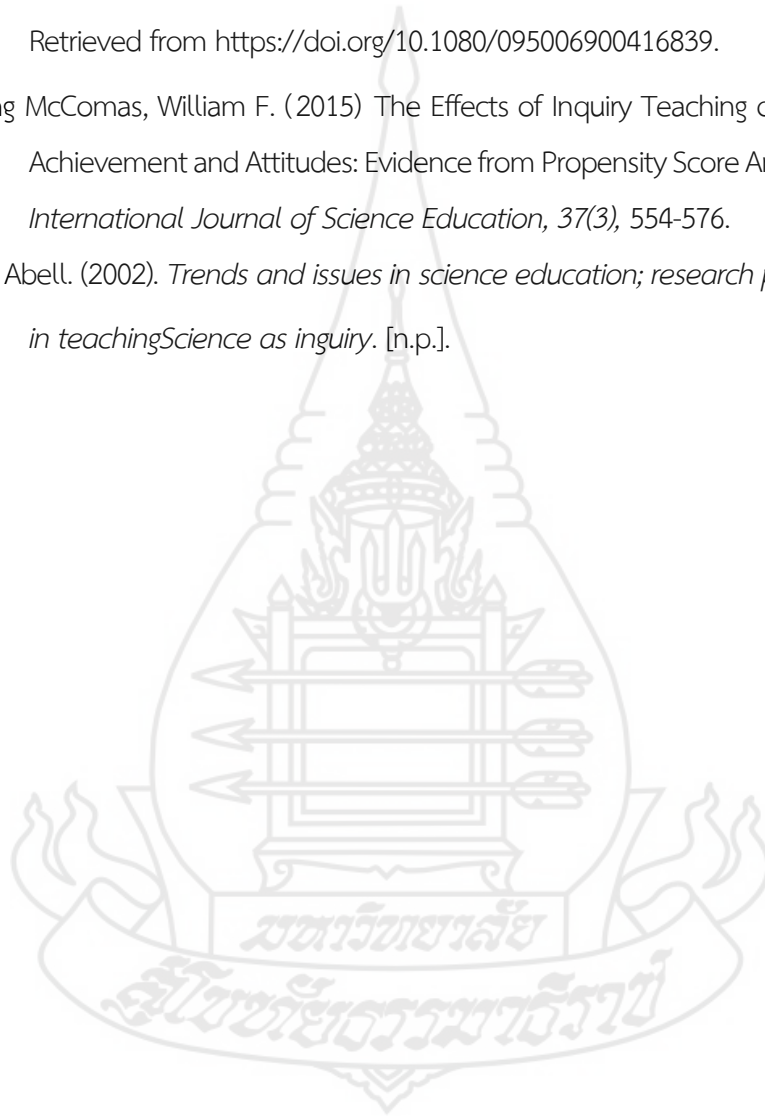 Retrieved from https://doi.org/10.1080/095006900416839.
ng McComas, William F. (2015) The Effects of Inquiry Teaching o
Achievement and Attitudes: Evidence from Propensity Score An
International Journal of Science Education, 37(3), 554-576.
Abell. (2002). Trends and issues in science education; research p
in teachingScience as inguiry. [n.p.].
มหาวิทยาลัย
สุโขทัยธรรมาธิราช